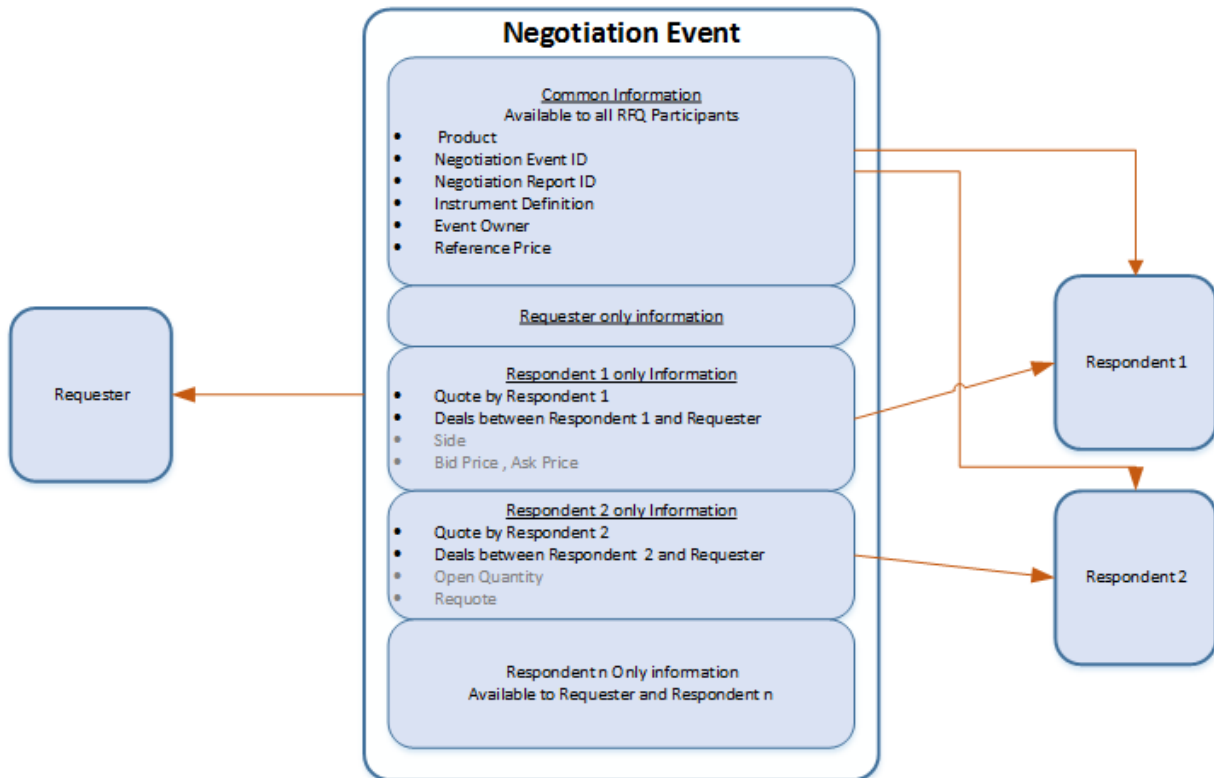 Negotiation Event
Common Information
Available to all RFQ Participants
• Product
• Negotiation Event ID
• Negotiation Report ID
• Instrument Definition
• Event Owner
• Reference Price
Requester only information
Requester
Respondent 1 only Information
• Quote by Respondent 1
• Deals between Respondent 1 and Requester
• Side
• Bid Price , Ask Price
Respondent 1
Respondent 2 only Information
• Quote by Respondent 2
• Deals between Respondent 2 and Requester
• Open Quantity
• Requote
Respondent 2
Respondent n Only information
Available to Requester and Respondent n